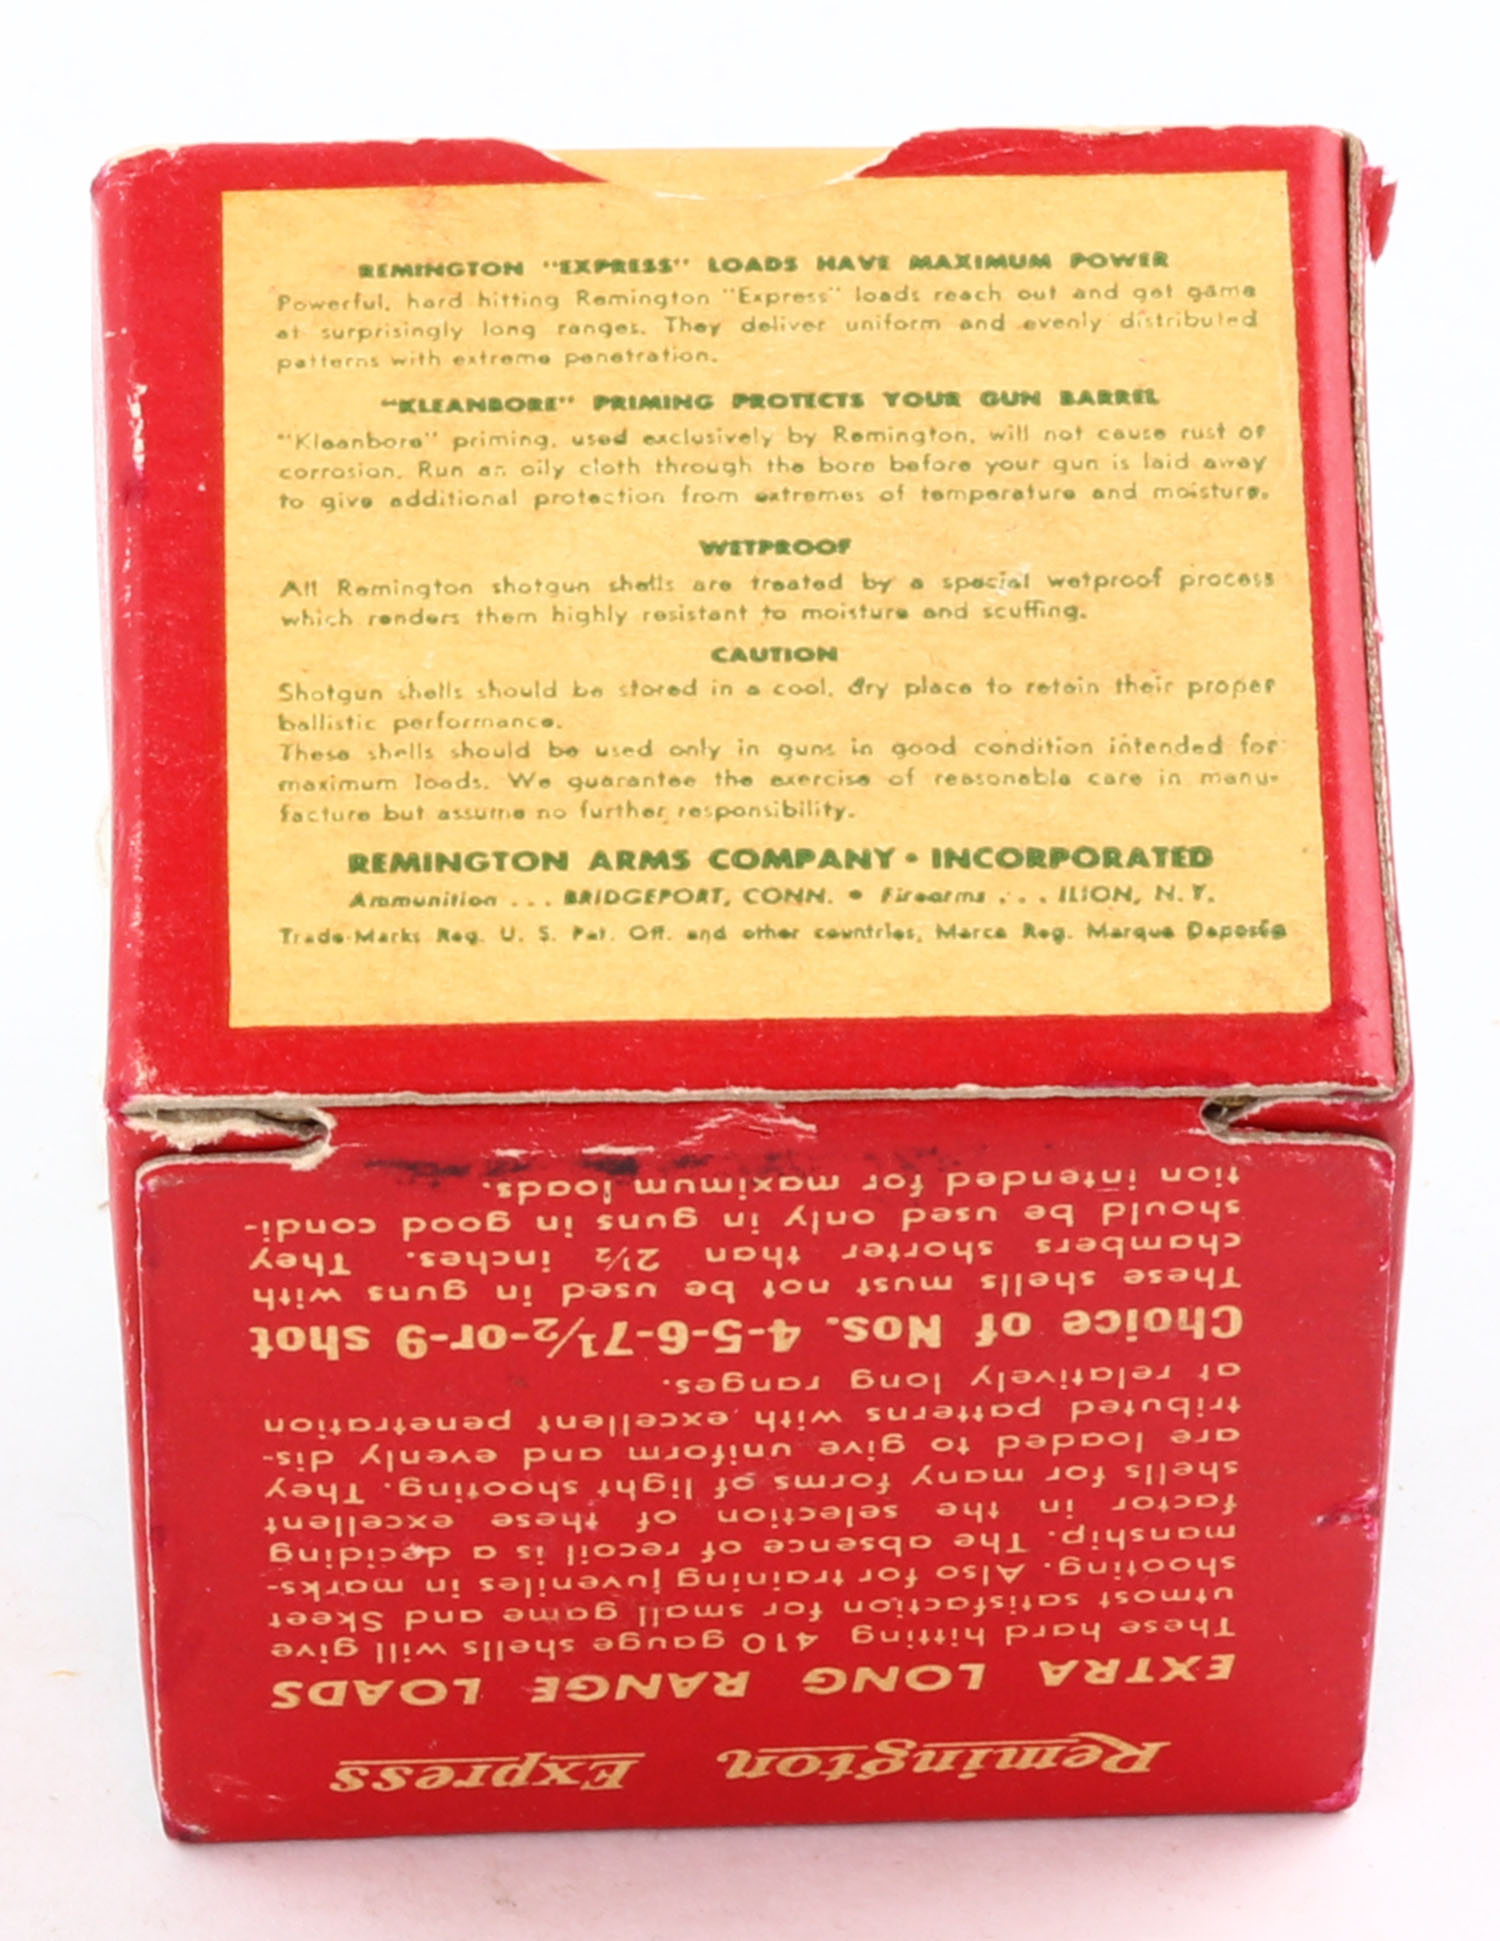 REMINGTON "EXPRESS" LOADS HAVE MAXIMUM POWER
Powerful, hard hitting Remington "Express" loads reach out and get game
at surprisingly long ranges. They deliver uniform and evenly distributed
patterns with extreme penetration.
"KLEANBORE" PRIMING PROTECTS YOUR GUN BARREL
"Kleanbore" priming, used exclusively by Remington, will not cause rust or
corrosion. Run an oily cloth through the bore before your gun is laid away
to give additional protection from extremes of temperature and moisture.
WETPROOF
All Remington shotgun shells are treated by a special wetproof process
which renders them highly resistant to moisture and scuffing.
CAUTION
Shotgun shells should be stored in a cool, dry place to retain their proper
ballistic performance.
These shells should be used only in guns in good condition intended for
maximum loads. We guarantee the exercise of reasonable care in manu-
facture but assume no further responsibility.
REMINGTON ARMS COMPANY • INCORPORATED
Ammunition . . . BRIDGEPORT, CONN. • Firearms . . . ILION, N. Y.
Trade Marks Reg. U. S. Pat. Off. and other countries, Marca Reg. Marque Deposée
Remington Express
EXTRA LONG RANGE LOADS
These hard hitting 410 gauge shells will give
utmost satisfaction for small game and Skeet
shooting. Also for training juveniles in marks-
manship. The absence of recoil is a deciding
factor in the selection of these excellent
shells for many forms of light shooting. They
are loaded to give uniform and evenly dis-
tributed patterns with excellent penetration
at relatively long ranges.
Choice of Nos. 4-5-6-7½-or-9 shot
These shells must not be used in guns with
chambers shorter than 2½ inches. They
should be used only in guns in good condi-
tion intended for maximum loads.